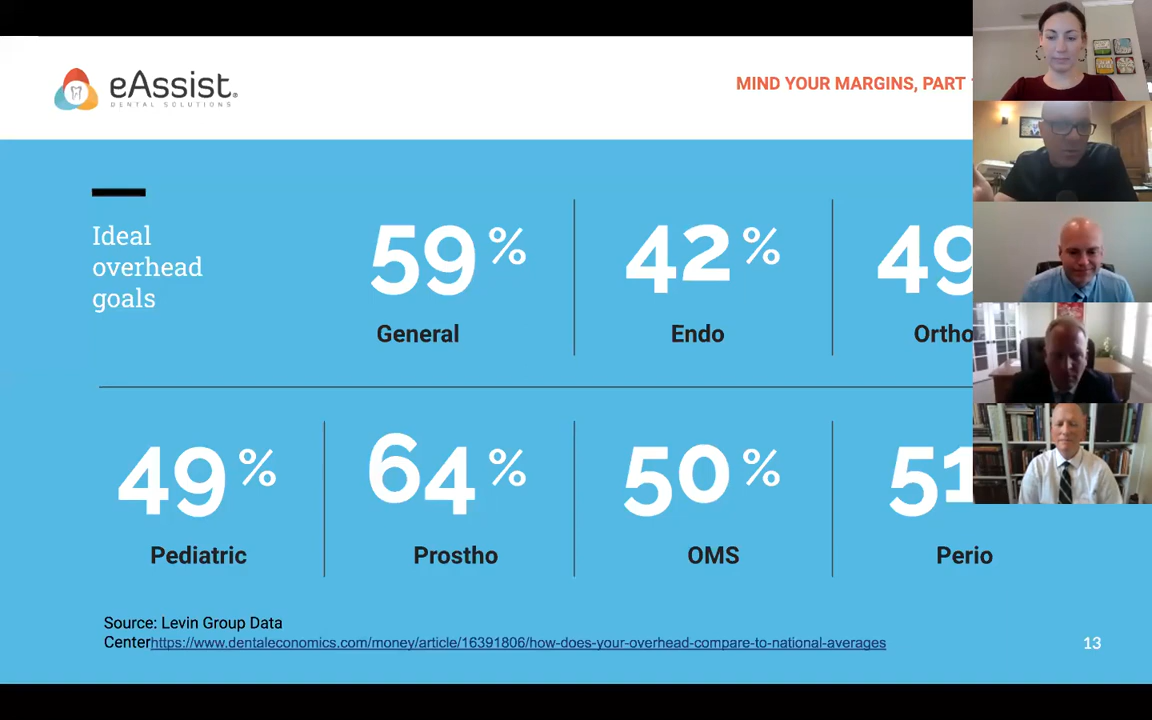 eAssist
DENTAL SOLUTIONS
MIND YOUR MARGINS, PART
Ideal
overhead
goals
59%
General
42%
Endo
49
Ortho
49%
Pediatric
64%
Prostho
50%
OMS
51
Perio
Source: Levin Group Data
Centerhttps://www.dentaleconomics.com/money/article/16391806/how-does-your-overhead-compare-to-national-averages
13